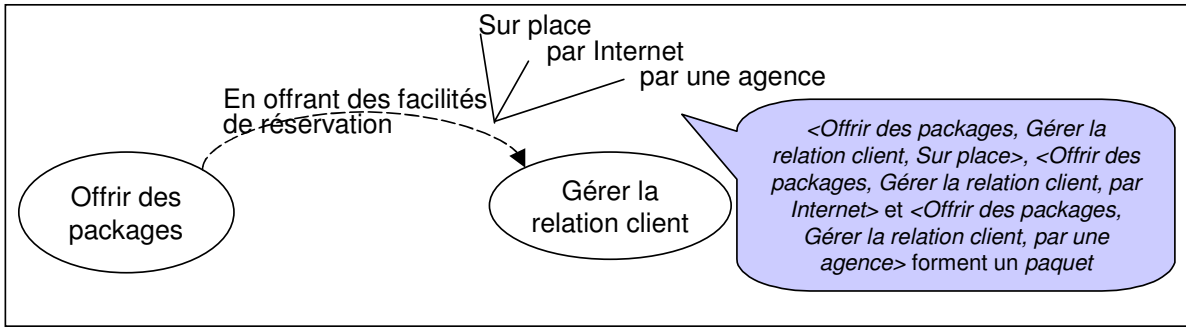 Sur place
par Internet
par une agence
En offrant des facilités
de réservation
Offrir des
packages
Gérer la
relation client
<Offrir des packages, Gérer la
relation client, Sur place>, <Offrir des
packages, Gérer la relation client, par
Internet> et <Offrir des packages,
Gérer la relation client, par une
agence> forment un paquet